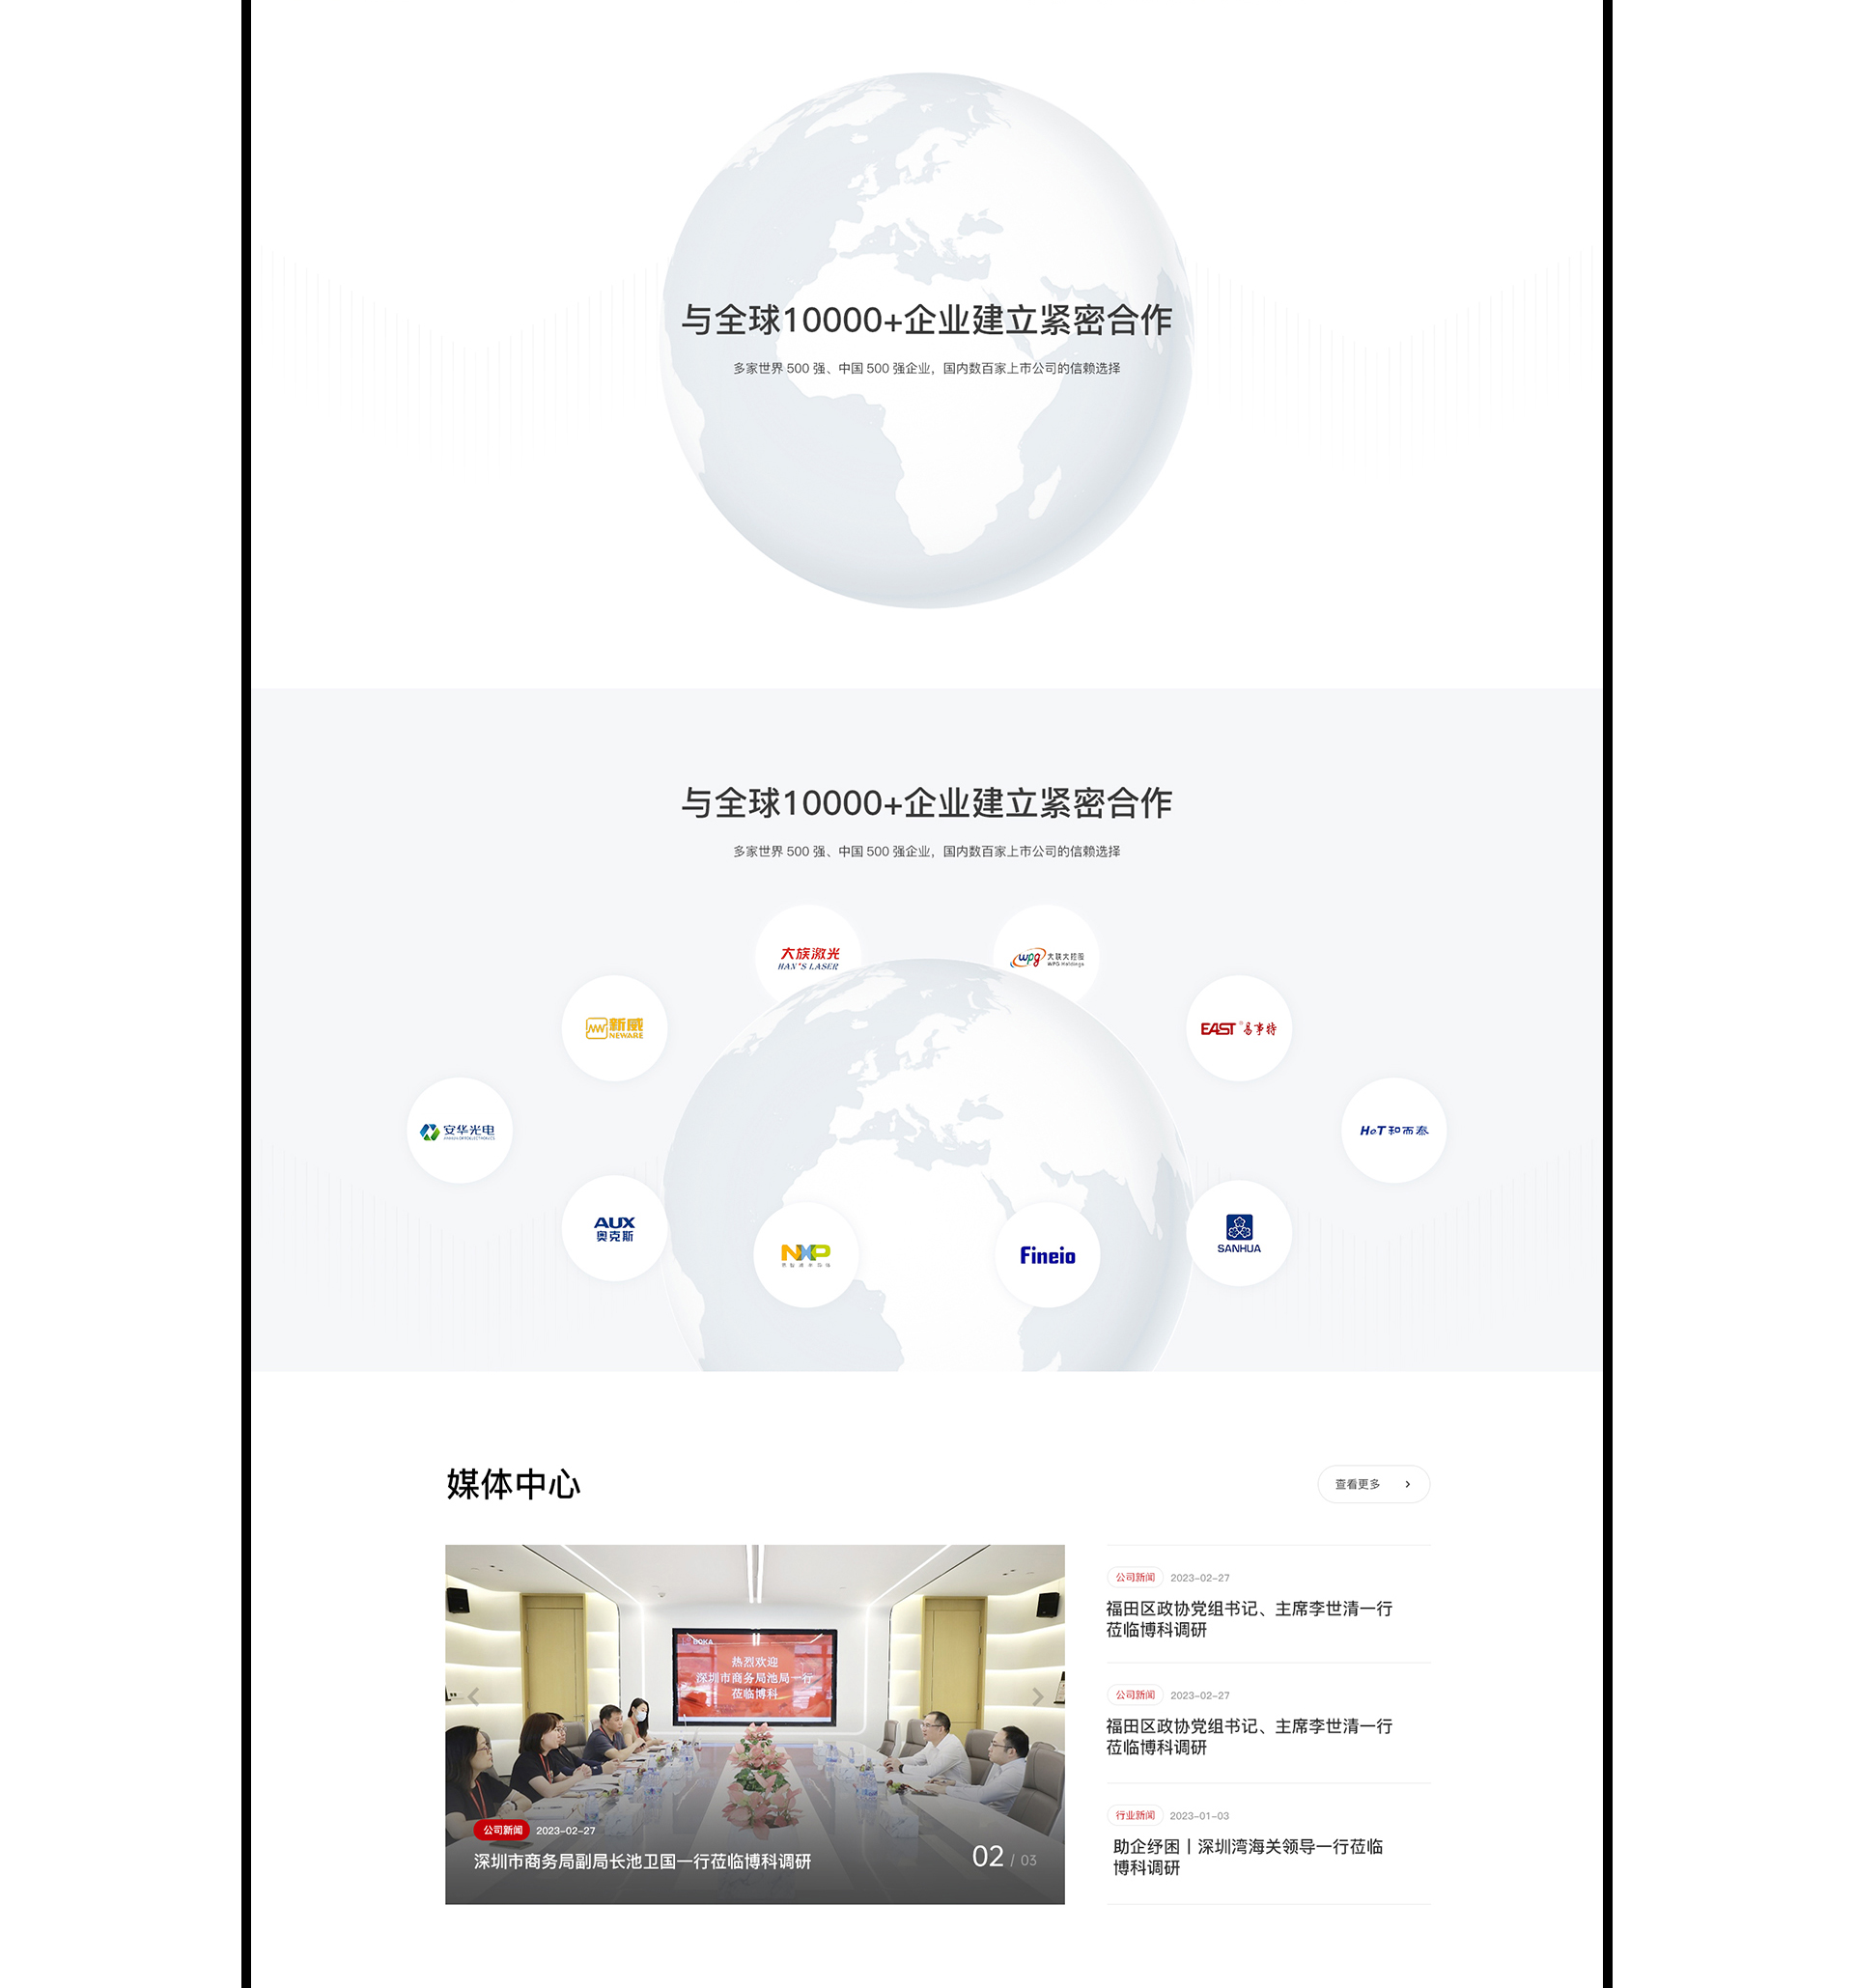 与全球10000+企业建立紧密合作
多家世界 500 强、中国 500 强企业，国内数百家上市公司的信赖选择
与全球10000+企业建立紧密合作
多家世界 500 强、中国 500 强企业，国内数百家上市公司的信赖选择
大族激光
HAN'S LASER
wpg 大联大控股
WPG Holdings
新威
NEWARE
EAST® 易事特
安华光电
H&T 和而泰
AUX
奥克斯
NXP
Fineio
SANHUA
媒体中心
查看更多
BOKA
热烈欢迎
深圳市商务局池局一行
莅临博科
公司新闻 2023-02-27
深圳市商务局副局长池卫国一行莅临博科调研
02 / 03
公司新闻 2023-02-27
福田区政协党组书记、主席李世清一行
莅临博科调研
公司新闻 2023-02-27
福田区政协党组书记、主席李世清一行
莅临博科调研
行业新闻 2023-01-03
助企纾困丨深圳湾海关领导一行莅临
博科调研